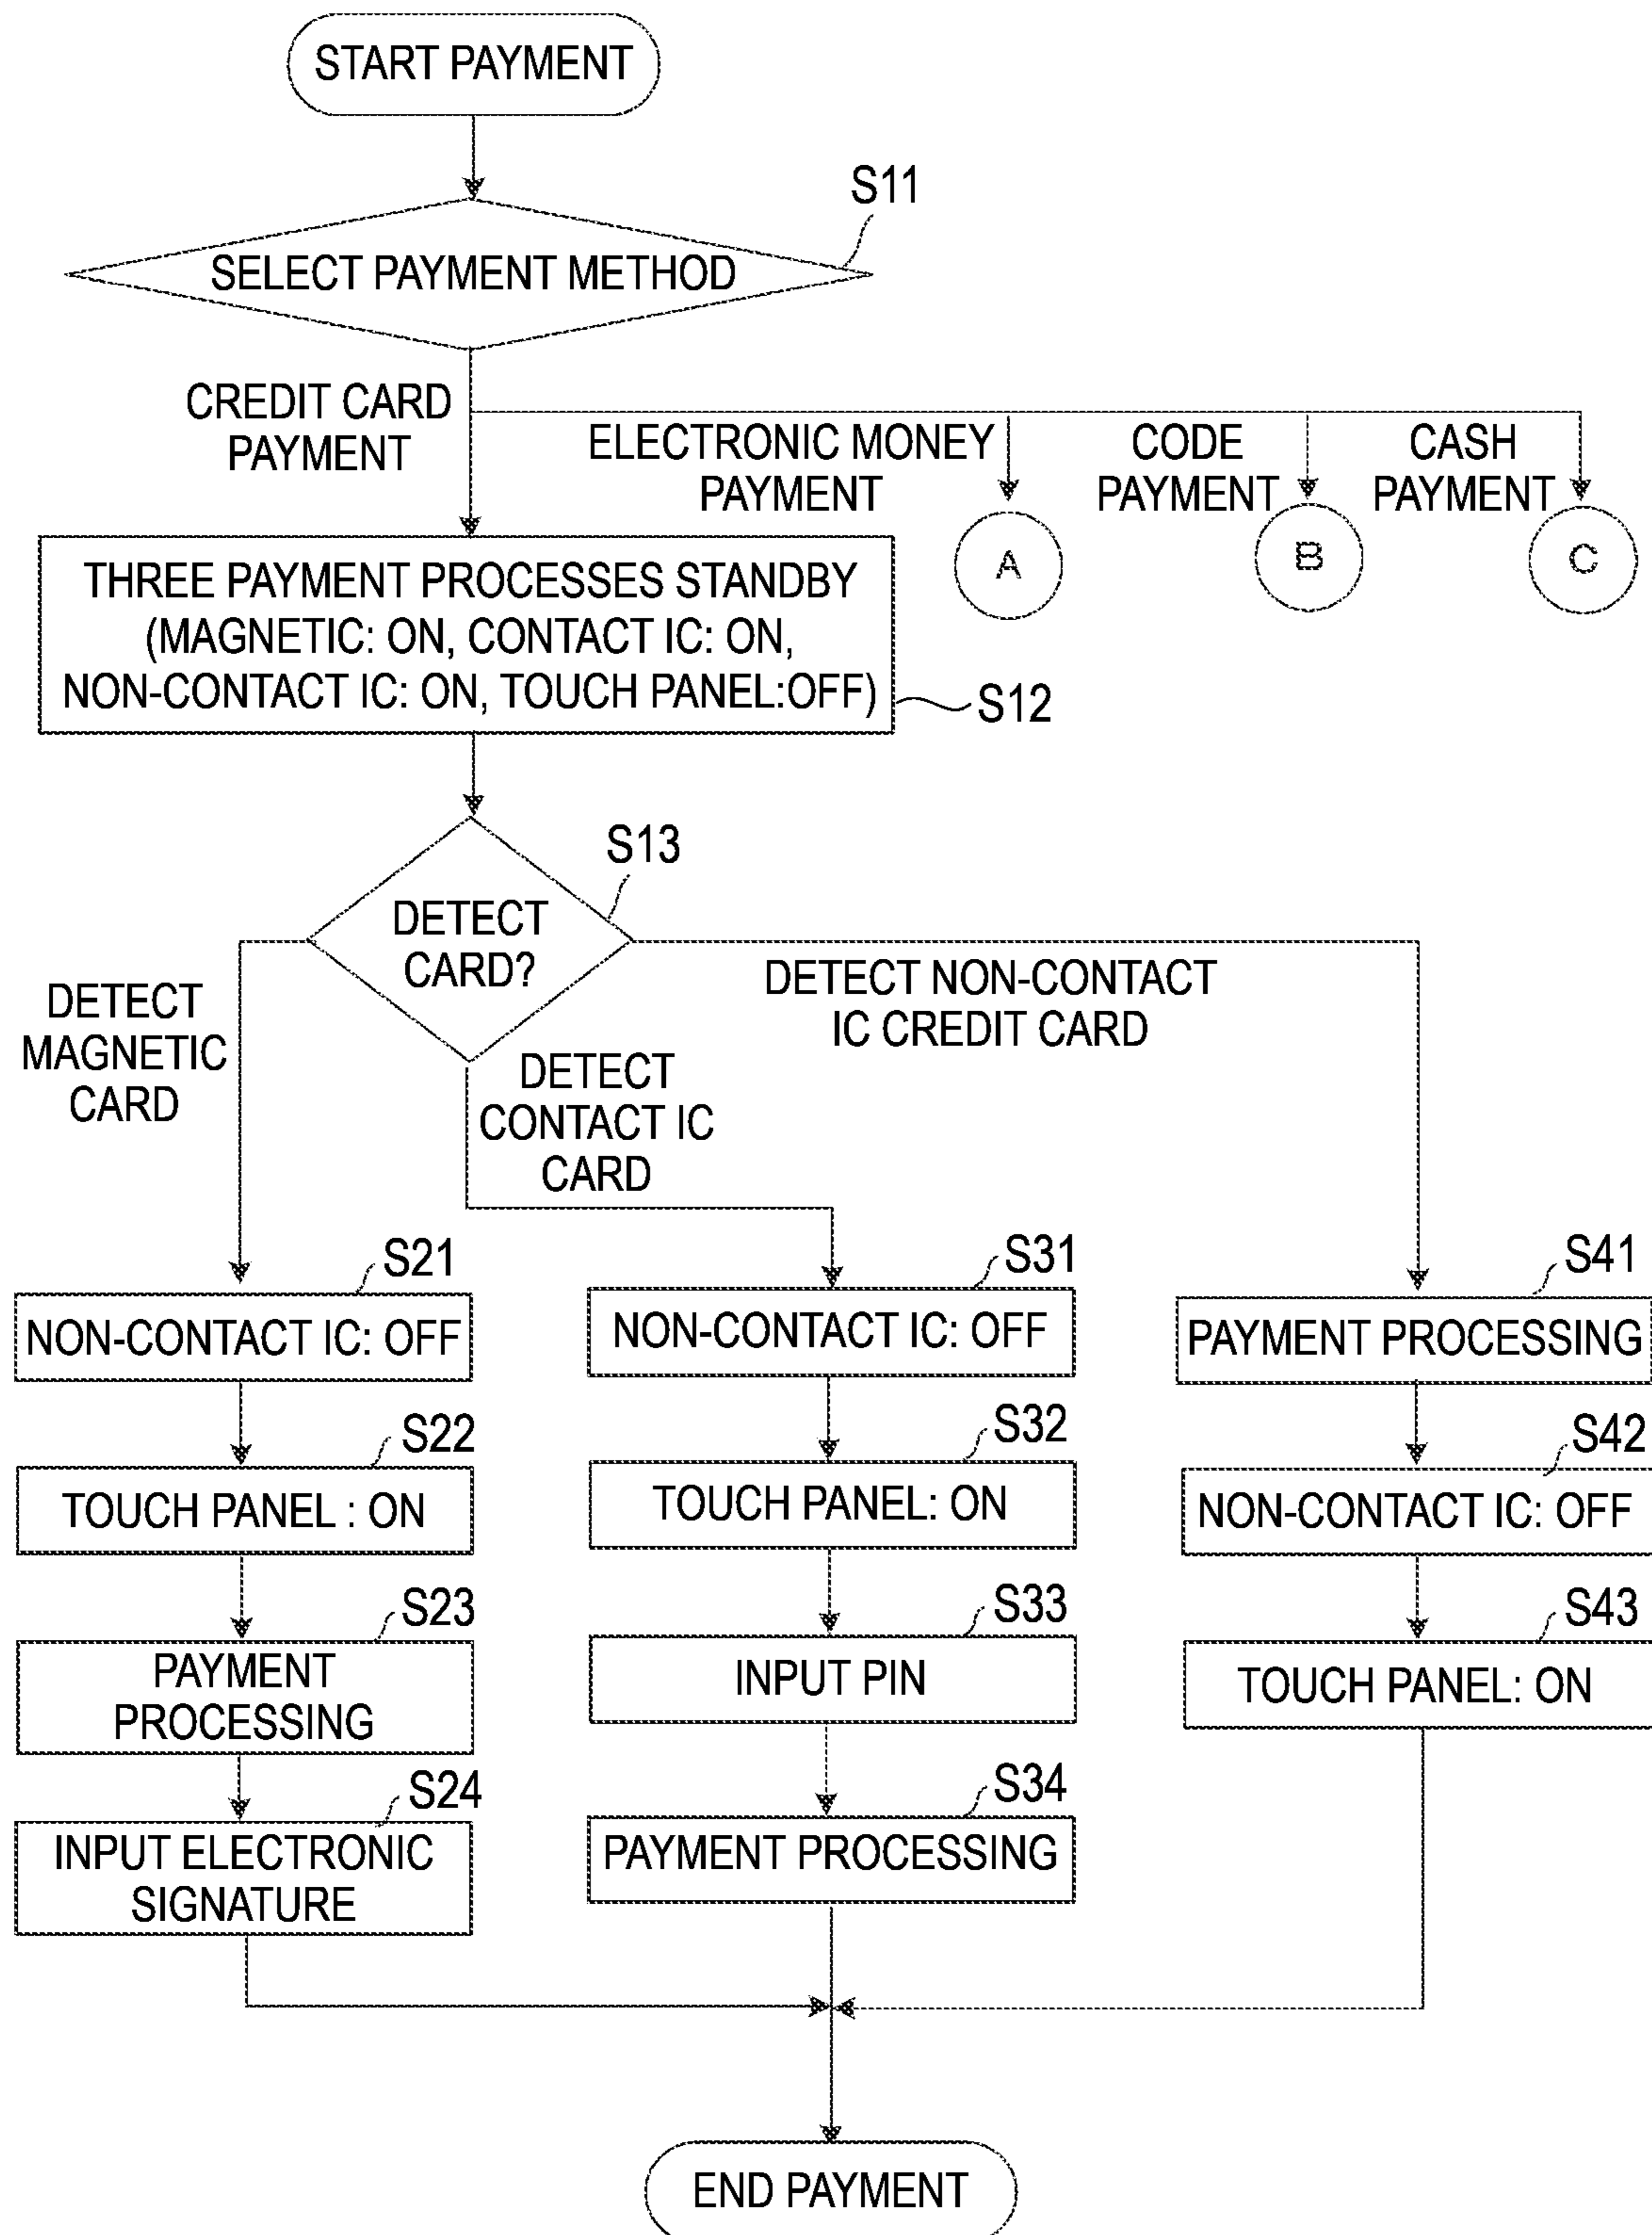 START PAYMENT
S11
SELECT PAYMENT METHOD
CREDIT CARD
PAYMENT
ELECTRONIC MONEY
PAYMENT
CODE
PAYMENT
CASH
PAYMENT
A
B
C
THREE PAYMENT PROCESSES STANDBY
(MAGNETIC: ON, CONTACT IC: ON,
NON-CONTACT IC: ON, TOUCH PANEL:OFF)
S12
S13
DETECT
CARD?
DETECT
MAGNETIC
CARD
DETECT
CONTACT IC
CARD
DETECT NON-CONTACT
IC CREDIT CARD
S21
NON-CONTACT IC: OFF
S22
TOUCH PANEL : ON
S23
PAYMENT
PROCESSING
S24
INPUT ELECTRONIC
SIGNATURE
S31
NON-CONTACT IC: OFF
S32
TOUCH PANEL: ON
S33
INPUT PIN
S34
PAYMENT PROCESSING
S41
PAYMENT PROCESSING
S42
NON-CONTACT IC: OFF
S43
TOUCH PANEL: ON
END PAYMENT